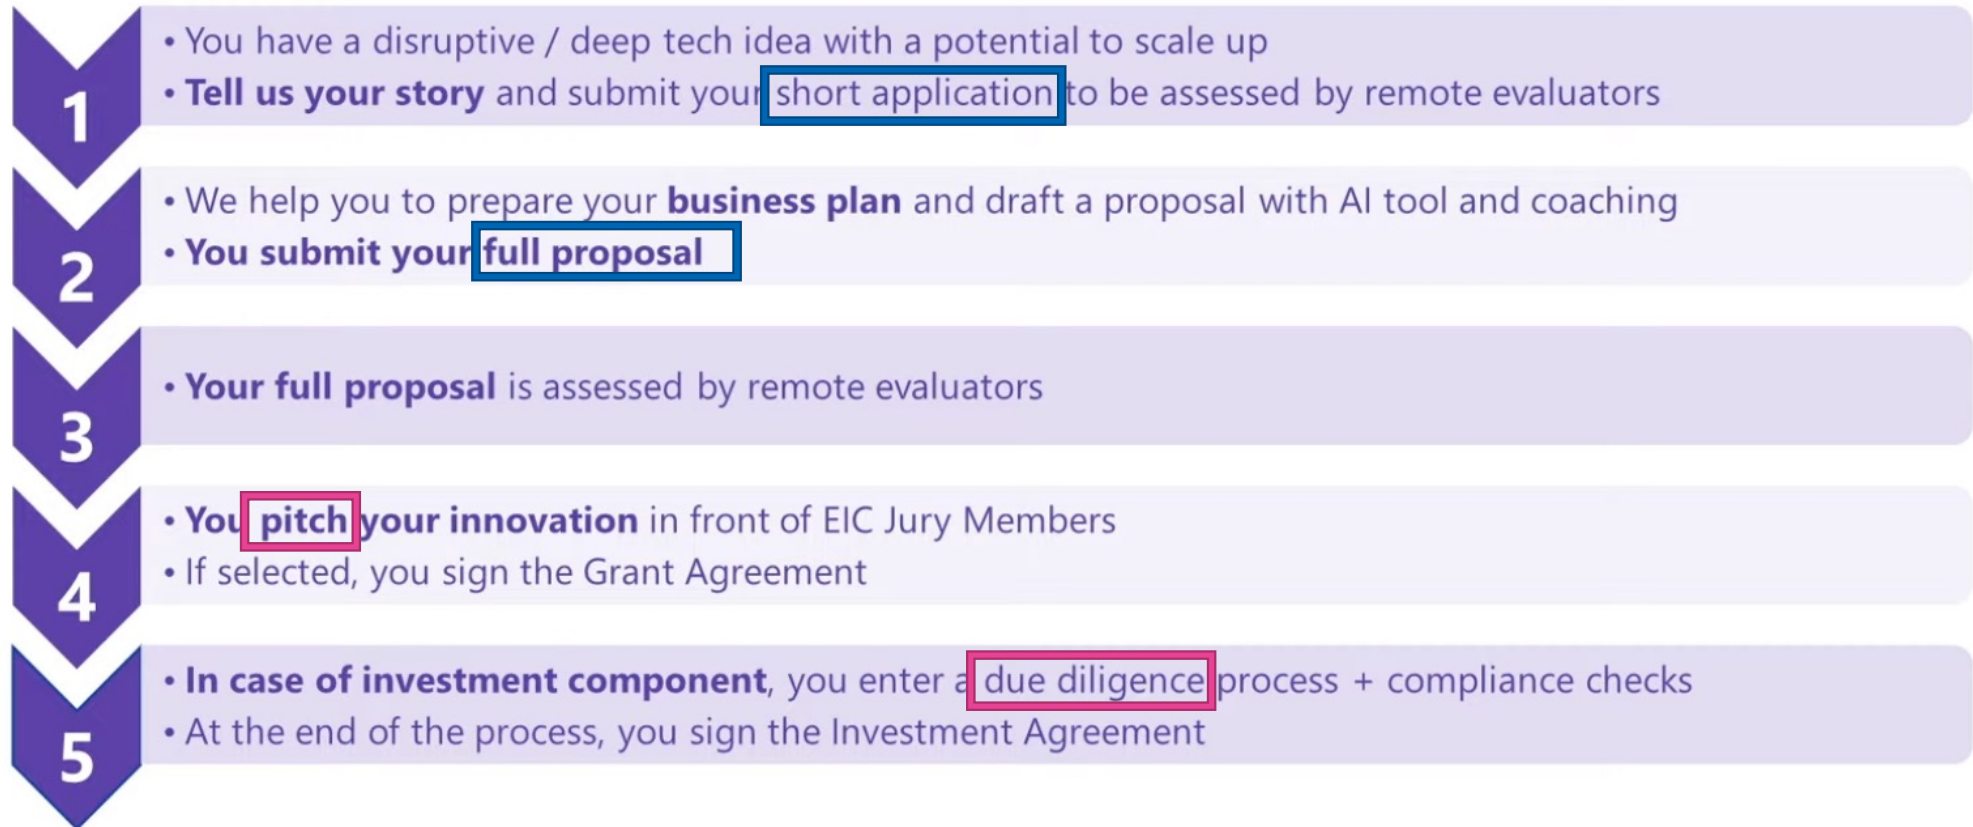 1
• You have a disruptive / deep tech idea with a potential to scale up
• Tell us your story and submit your short application to be assessed by remote evaluators
2
• We help you to prepare your business plan and draft a proposal with AI tool and coaching
• You submit your full proposal
3
• Your full proposal is assessed by remote evaluators
4
• You pitch your innovation in front of EIC Jury Members
• If selected, you sign the Grant Agreement
5
• In case of investment component, you enter a due diligence process + compliance checks
• At the end of the process, you sign the Investment Agreement